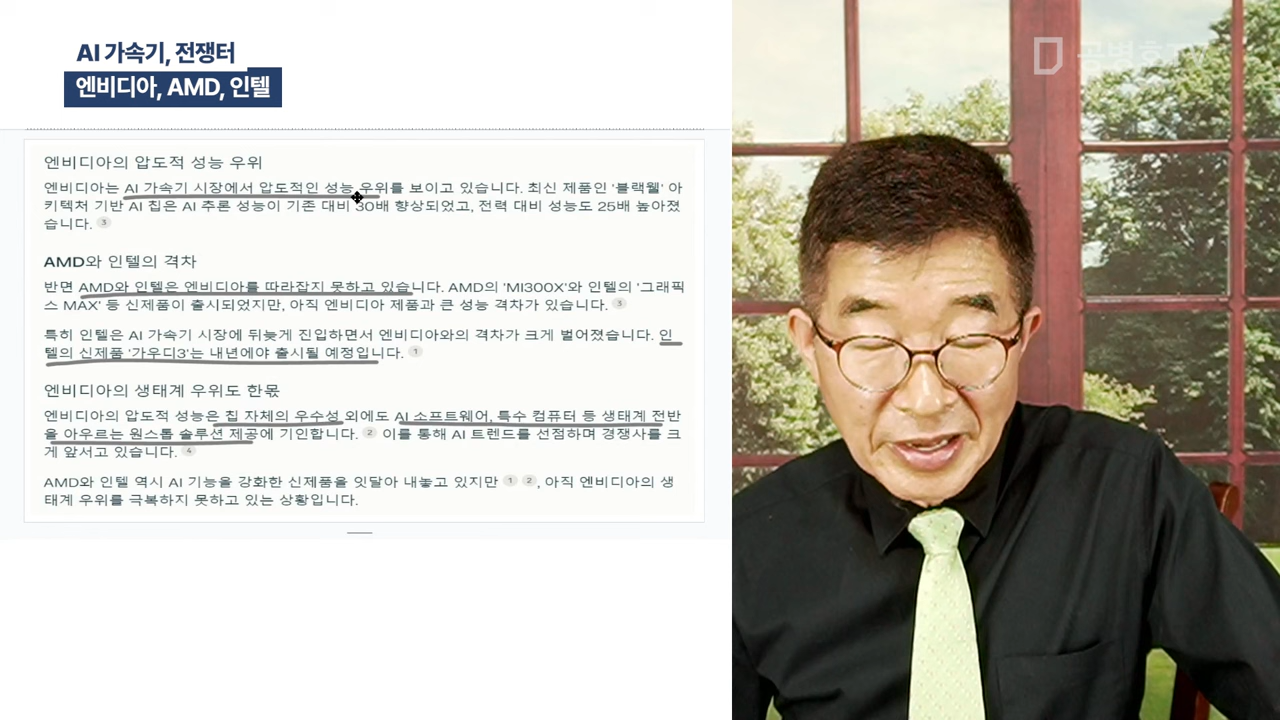 AI 가속기, 전쟁터
엔비디아, AMD, 인텔
공병호TV
엔비디아의 압도적 성능 우위
엔비디아는 AI 가속기 시장에서 압도적인 성능 우위를 보이고 있습니다. 최신 제품인 '블랙웰' 아
키텍처 기반 AI 칩은 AI 추론 성능이 기존 대비 30배 향상되었고, 전력 대비 성능도 25배 높아졌
습니다. 3
AMD와 인텔의 격차
반면 AMD와 인텔은 엔비디아를 따라잡지 못하고 있습니다. AMD의 'MI300X'와 인텔의 '그래픽
스 MAX' 등 신제품이 출시되었지만, 아직 엔비디아 제품과 큰 성능 격차가 있습니다. 3
특히 인텔은 AI 가속기 시장에 뒤늦게 진입하면서 엔비디아와의 격차가 크게 벌어졌습니다. 인
텔의 신제품 '가우디3'는 내년에야 출시될 예정입니다. 1
엔비디아의 생태계 우위도 한몫
엔비디아의 압도적 성능은 칩 자체의 우수성 외에도 AI 소프트웨어, 특수 컴퓨터 등 생태계 전반
을 아우르는 원스톱 솔루션 제공에 기인합니다. 2 이를 통해 AI 트렌드를 선점하며 경쟁사를 크
게 앞서고 있습니다. 4
AMD와 인텔 역시 AI 기능을 강화한 신제품을 잇달아 내놓고 있지만 1 2, 아직 엔비디아의 생
태계 우위를 극복하지 못하고 있는 상황입니다.